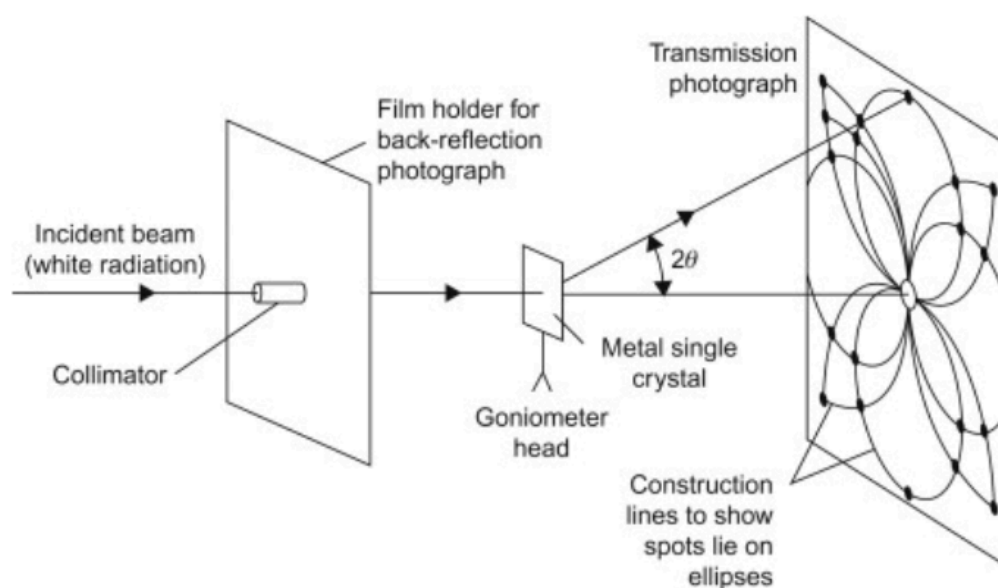 Transmission
photograph
Film holder for
back-reflection
photograph
Incident beam
(white radiation)
2θ
Collimator
Metal single
crystal
Goniometer
head
Construction
lines to show
spots lie on
ellipses